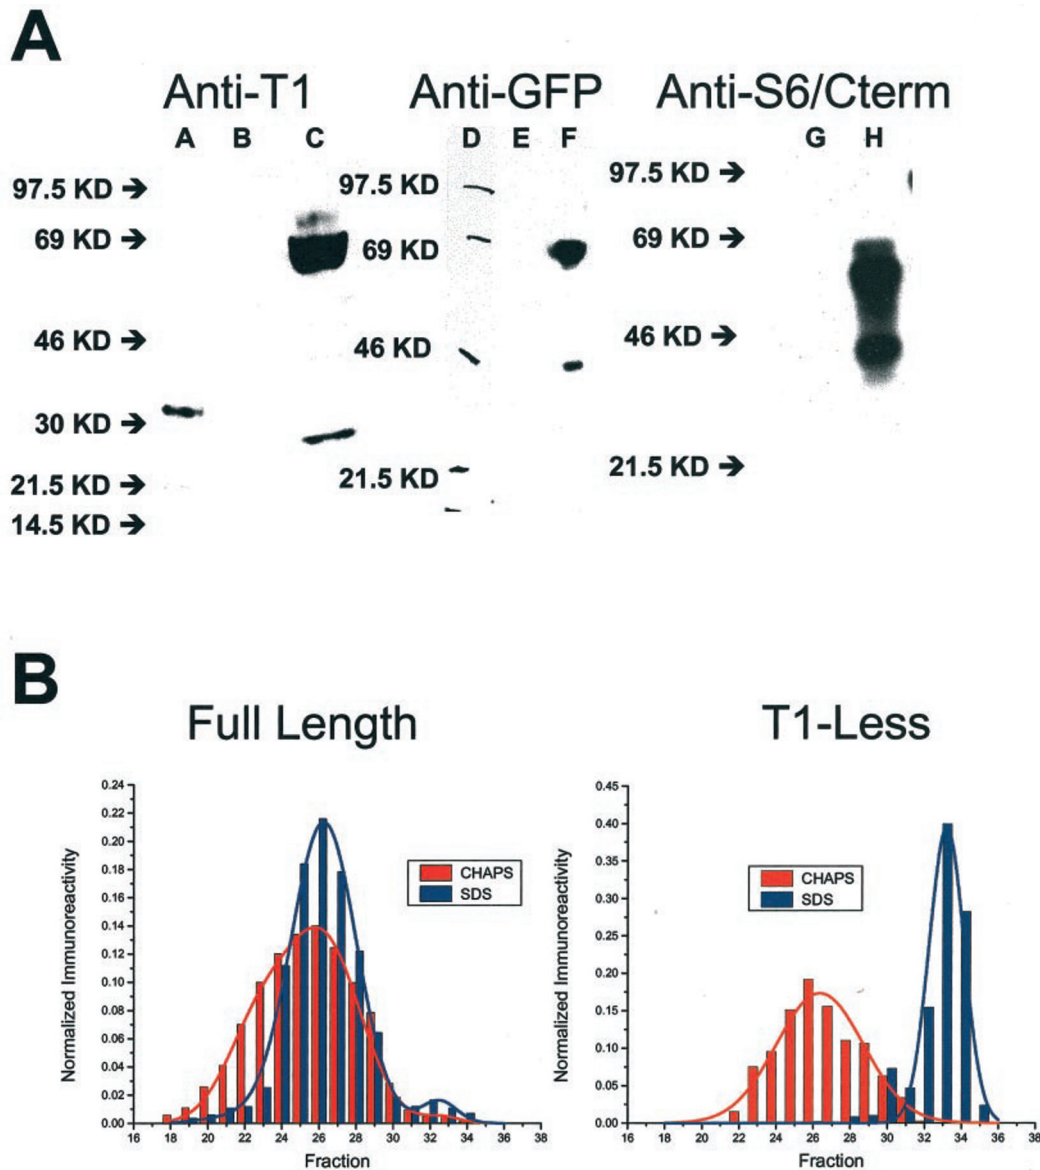 A
Anti-T1 Anti-GFP Anti-S6/Cterm
A B C D E F G H
97.5 KD → 97.5 KD 97.5 KD →
69 KD → 69 KD 69 KD →
46 KD → 46 KD 46 KD →
30 KD →
21.5 KD → 21.5 KD 21.5 KD →
14.5 KD →
B
Full Length T1-Less
Normalized Immunoreactivity
0.24
0.22
0.20
0.18
0.16
0.14
0.12
0.10
0.08
0.06
0.04
0.02
0.00
CHAPS
SDS
16 18 20 22 24 26 28 30 32 34 36 38
Fraction
Normalized Immunoreactivity
0.45
0.40
0.35
0.30
0.25
0.20
0.15
0.10
0.05
0.00
CHAPS
SDS
16 18 20 22 24 26 28 30 32 34 36 38
Fraction